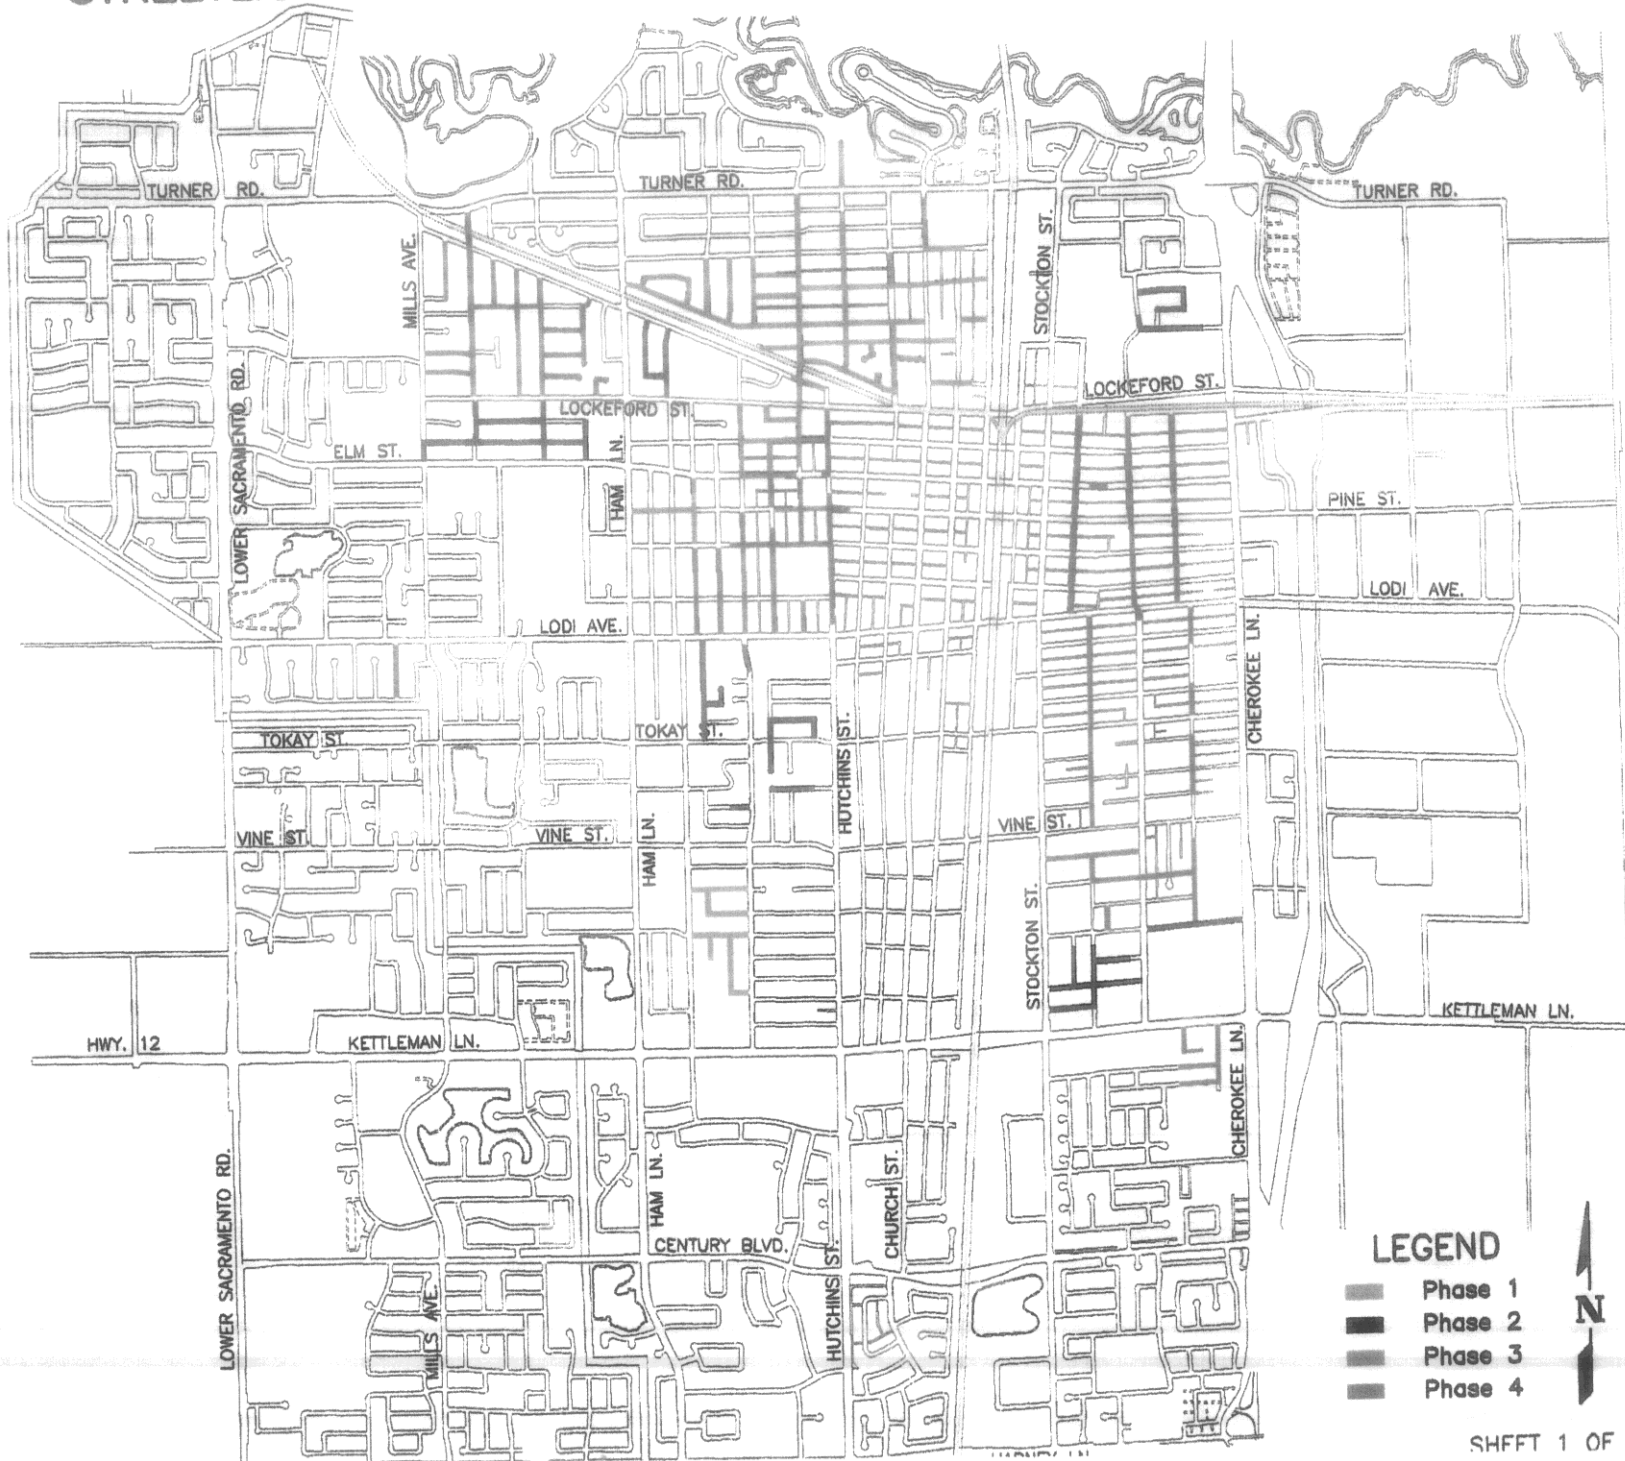 TURNER RD.
TURNER RD.
TURNER RD.
MILLS AVE.
STOCKTON ST.
LOCKEFORD ST.
LOWER SACRAMENTO RD.
LOCKEFORD ST.
ELM ST.
HAM LN.
PINE ST.
LODI AVE.
LODI AVE.
CHEROKEE LN.
TOKAY ST.
TOKAY ST.
HUTCHINS ST.
VINE ST.
VINE ST.
HAM LN.
VINE ST.
STOCKTON ST.
KETTLEMAN LN.
HWY. 12
KETTLEMAN LN.
CHEROKEE LN.
LOWER SACRAMENTO RD.
HAM LN.
CHURCH ST.
CENTURY BLVD.
HUTCHINS ST.
MILLS AVE.
LEGEND
Phase 1
Phase 2
Phase 3
Phase 4
N
SHEET 1 OF